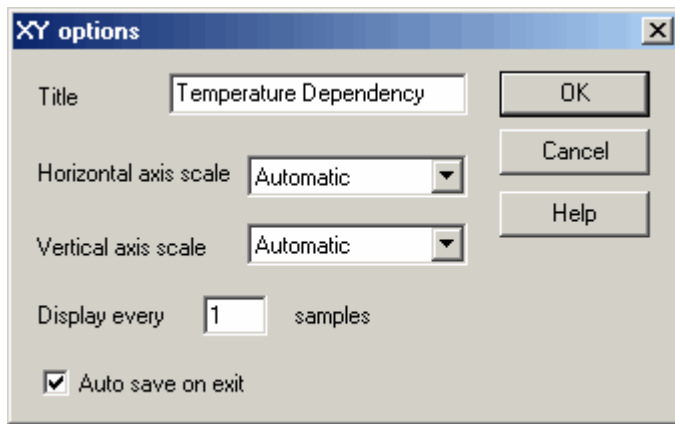 XY options
Title Temperature Dependency OK
Cancel
Horizontal axis scale Automatic
Help
Vertical axis scale Automatic
Display every 1 samples
Auto save on exit